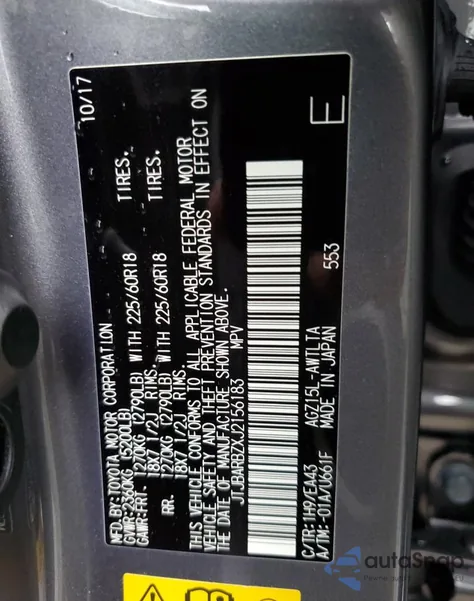 10/17
MFD.BY: TOYOTA MOTOR CORPORATION
GVWR 2360KG (5200LB)
GAWR FRT. 1270KG (2790LB) WITH 225/60R18 TIRES.
18X7 1/2J RIMS.
RR. 1270KG (2790LB) WITH 225/60R18 TIRES.
18X7 1/2J RIMS.
THIS VEHICLE CONFORMS TO ALL APPLICABLE FEDERAL MOTOR
VEHICLE SAFETY AND THEFT PREVENTION STANDARDS IN EFFECT ON
THE DATE OF MANUFACTURE SHOWN ABOVE.
JTJBARBZXJ2156183 MPV
E
C/TR: 1H9/EA43 AGZ15L-AWTLTA 553
A/TM: -01A/U661F MADE IN JAPAN
autoSnap